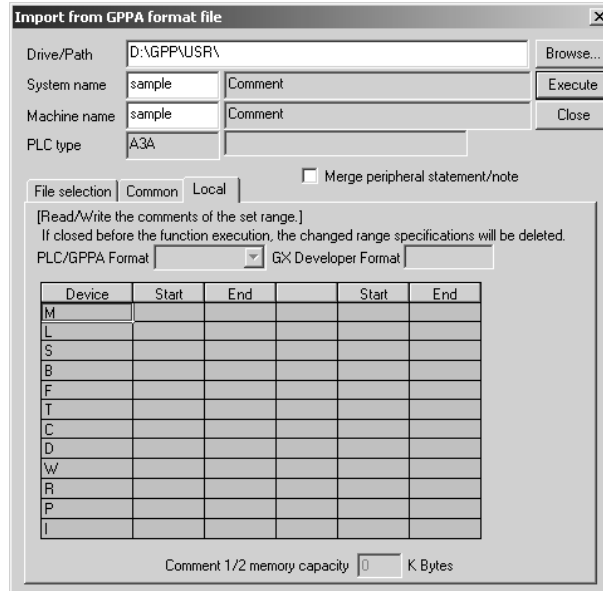 Import from GPPA format file
Drive/Path D:\GPP\USR\ Browse...
System name sample Comment Execute
Machine name sample Comment Close
PLC type A3A
Merge peripheral statement/note
File selection Common Local
[Read/Write the comments of the set range.]
If closed before the function execution, the changed range specifications will be deleted.
PLC/GPPA Format GX Developer Format
Device Start End Start End
M
L
S
B
F
T
C
D
W
R
P
I
Comment 1/2 memory capacity 0 K Bytes